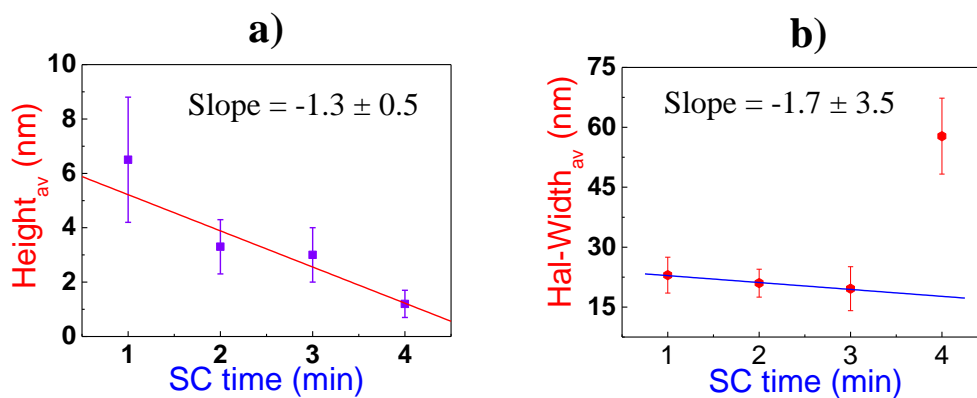 a)
Slope = -1.3 ± 0.5
Height_av (nm)
10
8
6
4
2
0
1 2 3 4
SC time (min)
b)
Slope = -1.7 ± 3.5
Hal-Width_av (nm)
75
60
45
30
15
1 2 3 4
SC time (min)